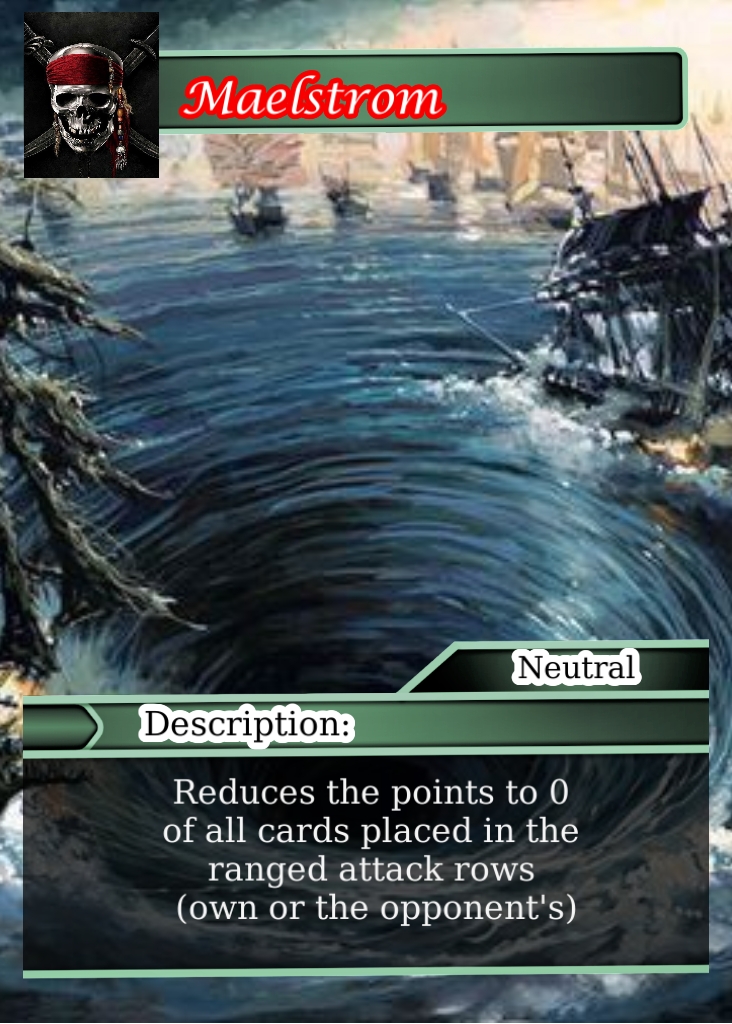 Maelstrom
Neutral
Description:
Reduces the points to 0
of all cards placed in the
ranged attack rows
(own or the opponent's)